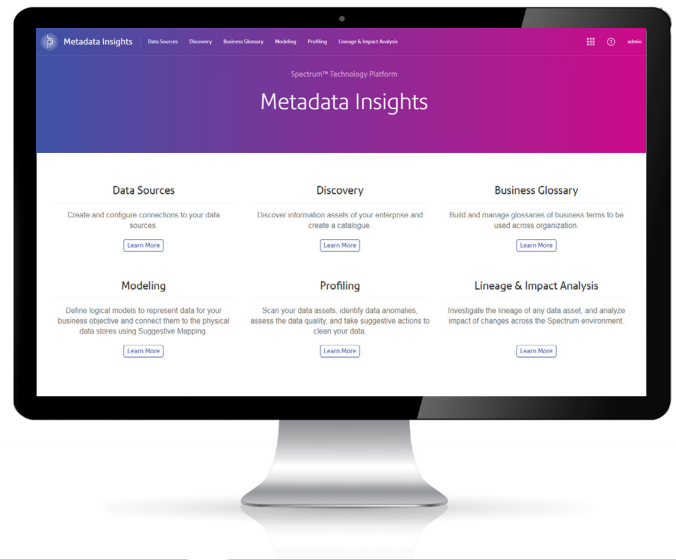 Metadata Insights Data Sources Discovery Business Glossary Modeling Profiling Lineage & Impact Analysis admin
Spectrum™ Technology Platform
Metadata Insights
Data Sources
Create and configure connections to your data
sources.
Learn More
Discovery
Discover information assets of your enterprise and
create a catalogue.
Learn More
Business Glossary
Build and manage glossaries of business terms to be
used across organization.
Learn More
Modeling
Define logical models to represent data for your
business objective and connect them to the physical
data stores using Suggestive Mapping.
Learn More
Profiling
Scan your data assets, identify data anomalies,
assess the data quality, and take suggestive actions to
clean your data.
Learn More
Lineage & Impact Analysis
Investigate the lineage of any data asset, and analyze
impact of changes across the Spectrum environment.
Learn More